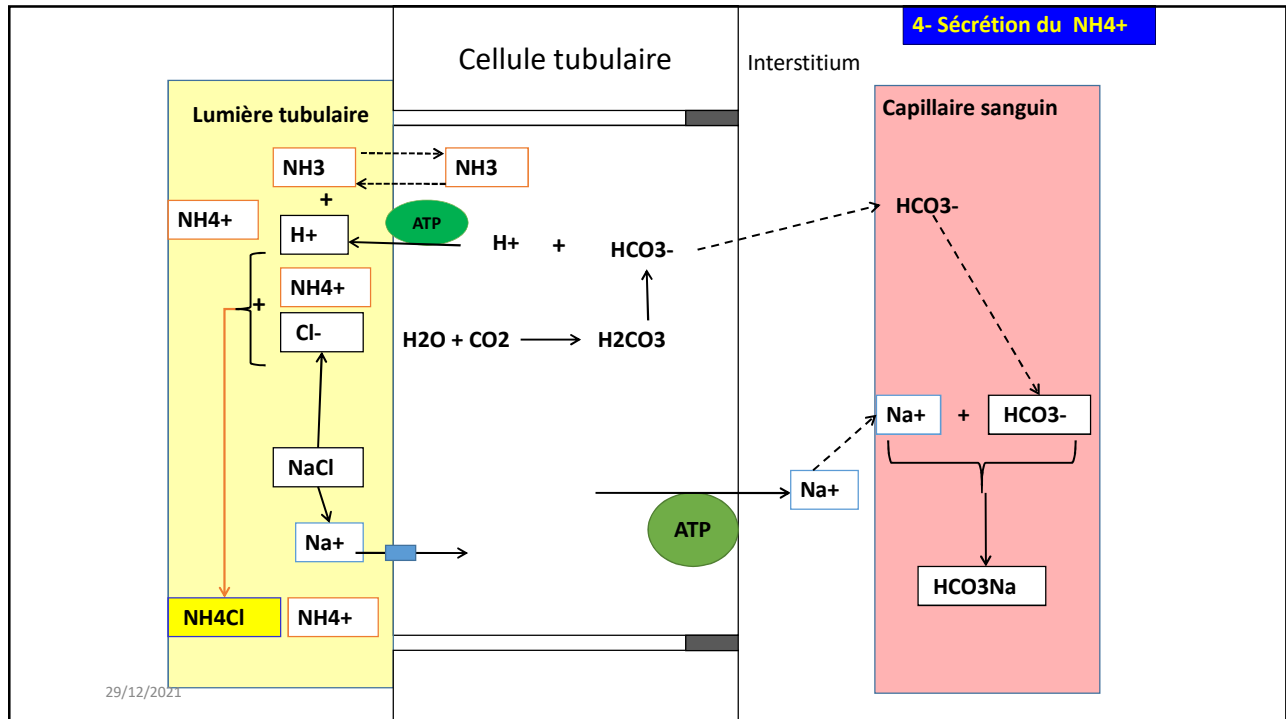 4- Sécrétion du NH4+
Cellule tubulaire
Interstitium
Lumière tubulaire
Capillaire sanguin
NH3
NH3
+
NH4+
H+
ATP
H+ + HCO3-
HCO3-
NH4+
+
Cl-
H2O + CO2
H2CO3
Na+ + HCO3-
NaCl
Na+
Na+
ATP
HCO3Na
NH4Cl
NH4+
29/12/2021